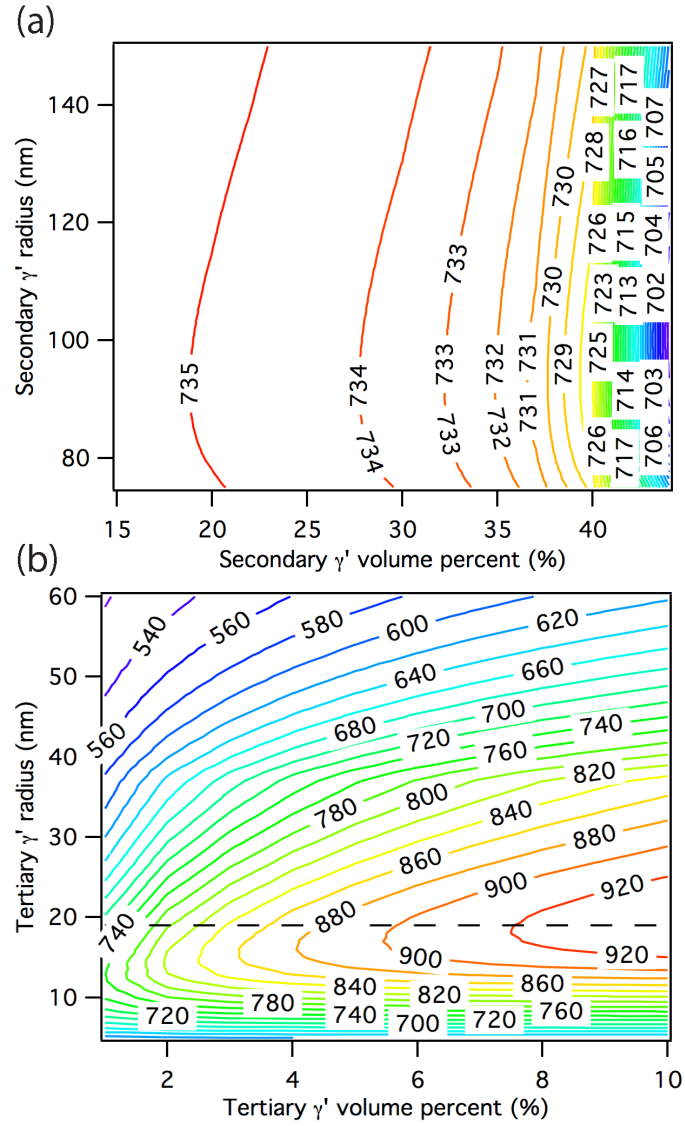 (a)
727 717
707
140
728 716 705
730
120
726 715 704
733
730
723 713 702
100
735 734 733 732 731 729 725 714 703
734 733 732 731
726 717 706
80
15 20 25 30 35 40
Secondary γ' radius (nm)
Secondary γ' volume percent (%)
(b)
60
540 560 580 600 620
50
560 640 660
680 700
40
720 740
760
780 800 820
30
840
860 880
20
740 880 900 920
900 920
10
840 820 860
780
720 740 700 720 760
2 4 6 8 10
Tertiary γ' radius (nm)
Tertiary γ' volume percent (%)